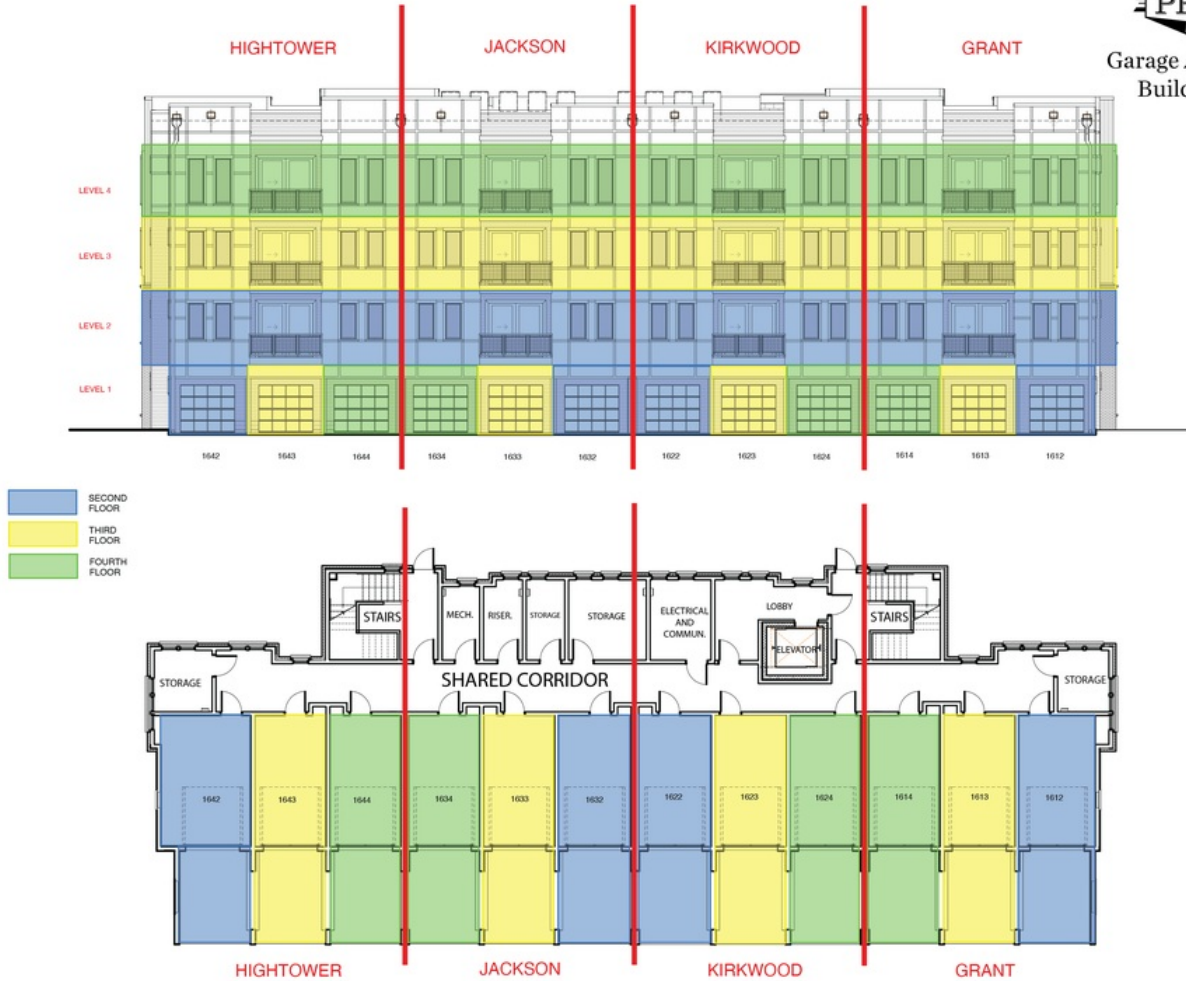 HIGHTOWER JACKSON KIRKWOOD GRANT
Garage
LEVEL 4
LEVEL 3
LEVEL 2
LEVEL 1
1642 1643 1644 1634 1633 1632 1622 1623 1624 1614 1613 1612
SECOND
FLOOR
THIRD
FLOOR
FOURTH
FLOOR
STAIRS
MECH.
RISER.
STORAGE
STORAGE
ELECTRICAL
AND
COMMUN.
LOBBY
ELEVATOR
STAIRS
STORAGE
SHARED CORRIDOR
STORAGE
1642 1643 1644 1634 1633 1632 1622 1623 1624 1614 1613 1612
HIGHTOWER JACKSON KIRKWOOD GRANT